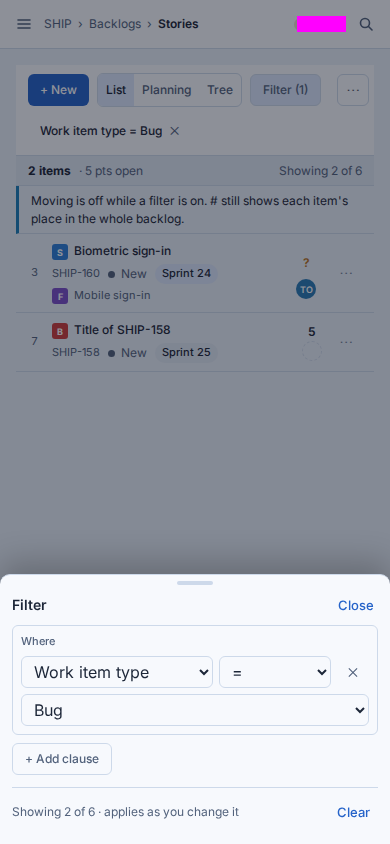 SHIP › Backlogs › Stories
+ New List Planning Tree Filter (1) ...
Work item type = Bug ×
2 items · 5 pts open Showing 2 of 6
Moving is off while a filter is on. # still shows each item's
place in the whole backlog.
S Biometric sign-in
3 SHIP-160 New Sprint 24 ? ...
F Mobile sign-in TO
B Title of SHIP-158 5
7 SHIP-158 New Sprint 25 ...
Filter Close
Where
Work item type = ×
Bug
+ Add clause
Showing 2 of 6 · applies as you change it Clear